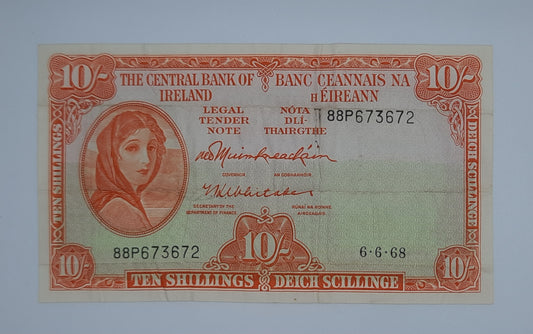 10/-
THE CENTRAL BANK OF IRELAND
BANC CEANNAIS NA hÉIREANN
10/-
LEGAL TENDER NOTE
NÓTA DLÍ-THAIRGTHE
88P673672
TEN SHILLINGS
DEICH SCILLINGE
GOVERNOR
AN GOBHARNÓIR
T.K. Whitaker
SECRETARY OF THE DEPARTMENT OF FINANCE
RÚNAÍ NA ROINNE AIRGEADAIS
88P673672
10/-
6·6·68
10/-
TEN SHILLINGS
DEICH SCILLINGE
10/-